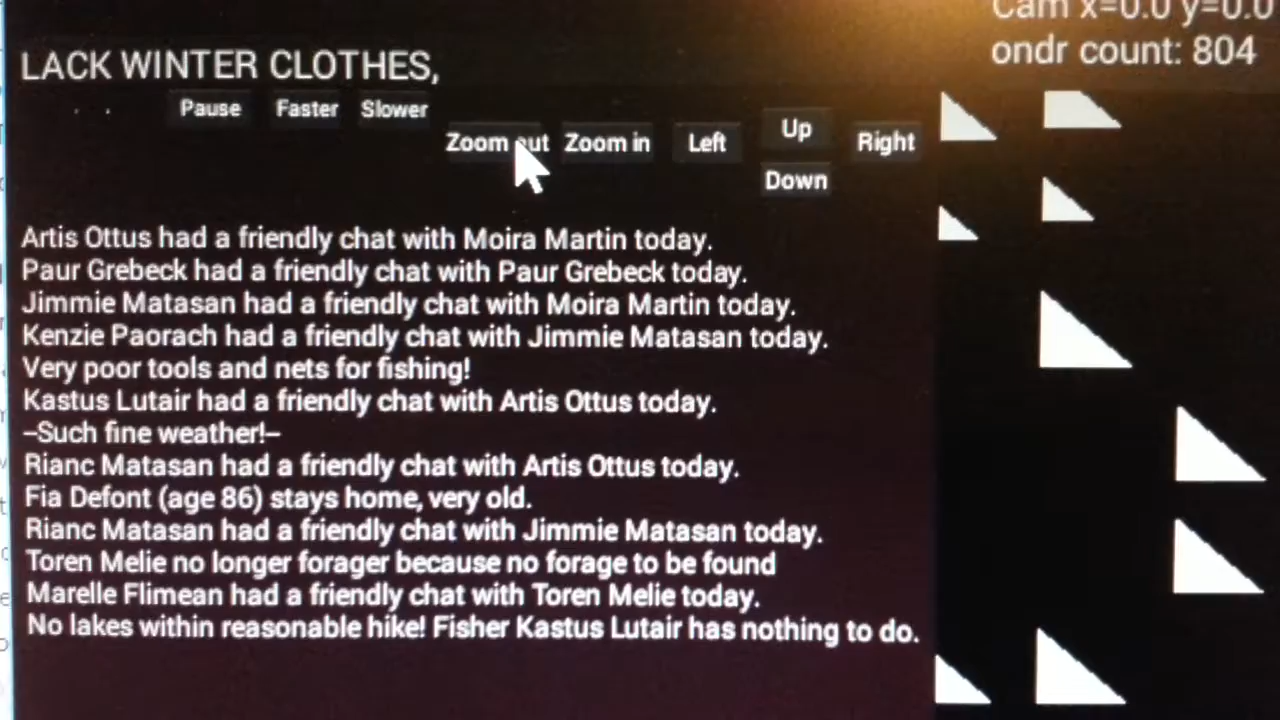 Cam x=0.0 y=0.0
ondr count: 804
LACK WINTER CLOTHES,
Pause Faster Slower
Zoom out Zoom in Left Up Right
Down
Artis Ottus had a friendly chat with Moira Martin today.
Paur Grebeck had a friendly chat with Paur Grebeck today.
Jimmie Matasan had a friendly chat with Moira Martin today.
Kenzie Paorach had a friendly chat with Jimmie Matasan today.
Very poor tools and nets for fishing!
Kastus Lutair had a friendly chat with Artis Ottus today.
--Such fine weather!--
Rianc Matasan had a friendly chat with Artis Ottus today.
Fia Defont (age 86) stays home, very old.
Rianc Matasan had a friendly chat with Jimmie Matasan today.
Toren Melie no longer forager because no forage to be found
Marelle Flimean had a friendly chat with Toren Melie today.
No lakes within reasonable hike! Fisher Kastus Lutair has nothing to do.